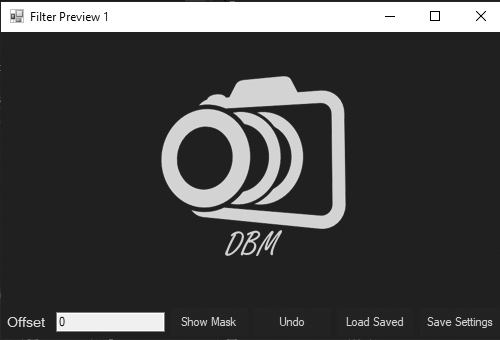 Filter Preview 1
DBM
Offset 0 Show Mask Undo Load Saved Save Settings